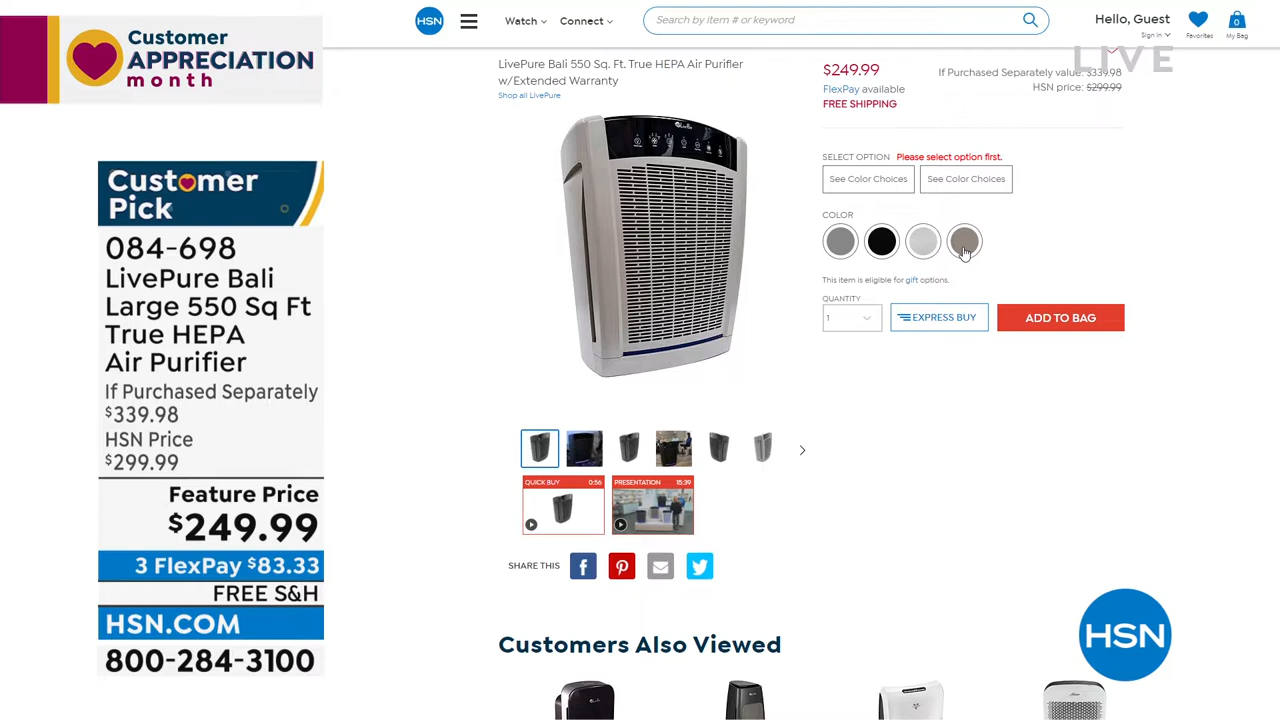 Customer
APPRECIATION
month
Customer
Pick
084-698
LivePure Bali
Large 550 Sq Ft
True HEPA
Air Purifier
If Purchased Separately
$339.98
HSN Price
$299.99
Feature Price
$249.99
3 FlexPay $83.33
FREE S&H
HSN.COM
800-284-3100
HSN
Watch
Connect
Search by item # or keyword
Hello, Guest
Sign in
Favorites
0
My Bag
LIVE
LivePure Bali 550 Sq. Ft. True HEPA Air Purifier
w/Extended Warranty
Shop all LivePure
$249.99
If Purchased Separately value: $339.98
FlexPay available
HSN price: $299.99
FREE SHIPPING
SELECT OPTION Please select option first.
See Color Choices
See Color Choices
COLOR
This item is eligible for gift options.
QUANTITY
1
EXPRESS BUY
ADD TO BAG
QUICK BUY 0:56
PRESENTATION 15:39
SHARE THIS
HSN
Customers Also Viewed